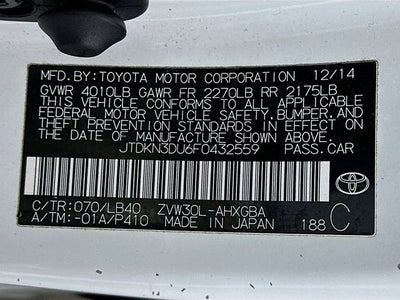 MFD. BY: TOYOTA MOTOR CORPORATION 12/14
GVWR 4010LB GAWR FR 2270LB RR 2175LB
THIS VEHICLE CONFORMS TO ALL APPLICABLE
FEDERAL MOTOR VEHICLE SAFETY, BUMPER, AND
THEFT PREVENTION STANDARDS IN EFFECT ON
THE DATE OF MANUFACTURE SHOWN ABOVE.
JTDKN3DU6F0432559 PASS.CAR
C/TR: 070/LB40 ZVW30L-AHXGBA
A/TM: -01A/P410 MADE IN JAPAN 188 C
TOYOTA